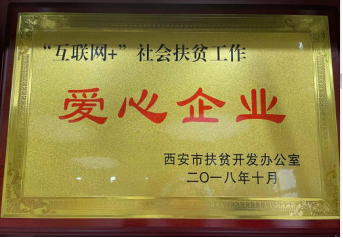 “互联网+”社会扶贫工作
爱心企业
西安市扶贫开发办公室
二〇一八年十月